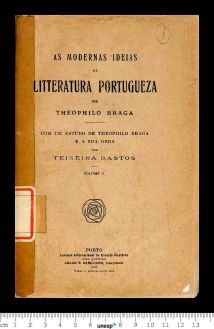 AS MODERNAS IDEIAS
NA
LITTERATURA PORTUGUEZA
POR
THEOPHILO BRAGA
COM UM ESTUDO DE THEOPHILO BRAGA
E A SUA OBRA
POR
TEIXEIRA BASTOS
VOLUME I
PORTO
cm 1 2 3 4 5 6 7 unesp 9 10 11 12 13